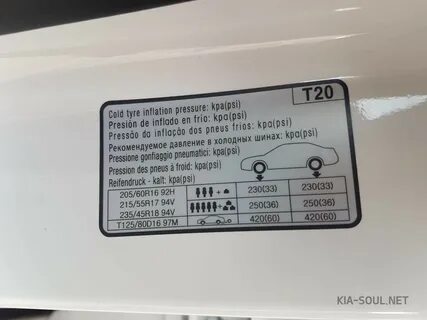 T20
Cold tyre inflation pressure: kpa(psi)
Presión de inflado en frio: kpa(psi)
Pressão da inflação dos pneus frios: kpa(psi)
Рекомендуемое давление в холодных шинах: kpa(psi)
Pressione gonfiaggio pneumatici: kpa(psi)
Pression des pneus à froid: kpa(psi)
Reifendruck - kalt: kpa(psi)
205/60R16 92H + 230(33) 230(33)
215/55R17 94V
235/45R18 94V + 250(36) 250(36)
T125/80D16 97M 420(60) 420(60)
KIA-SOUL.NET